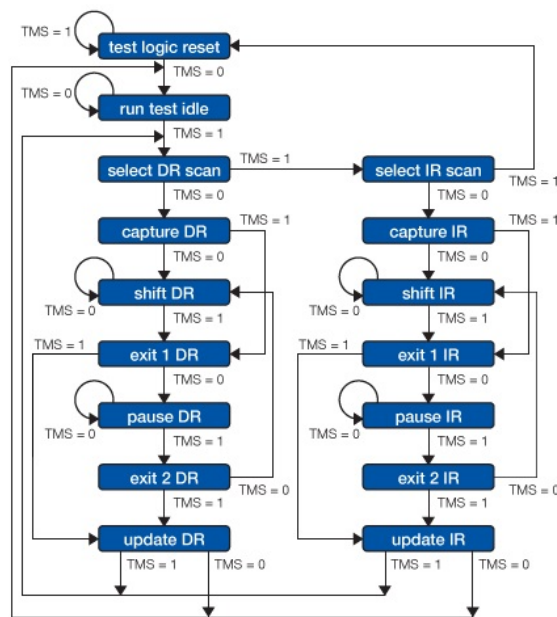 TMS = 1
test logic reset
TMS = 0
TMS = 0
run test idle
TMS = 1
select DR scan
TMS = 1
select IR scan
TMS = 0
TMS = 0
TMS = 1
capture DR
TMS = 1
capture IR
TMS = 1
TMS = 0
TMS = 0
shift DR
shift IR
TMS = 0
TMS = 1
TMS = 0
TMS = 1
TMS = 1
exit 1 DR
TMS = 1
exit 1 IR
TMS = 0
TMS = 0
pause DR
pause IR
TMS = 0
TMS = 1
TMS = 0
TMS = 1
exit 2 DR
exit 2 IR
TMS = 1
TMS = 0
TMS = 1
TMS = 0
update DR
update IR
TMS = 1
TMS = 0
TMS = 1
TMS = 0